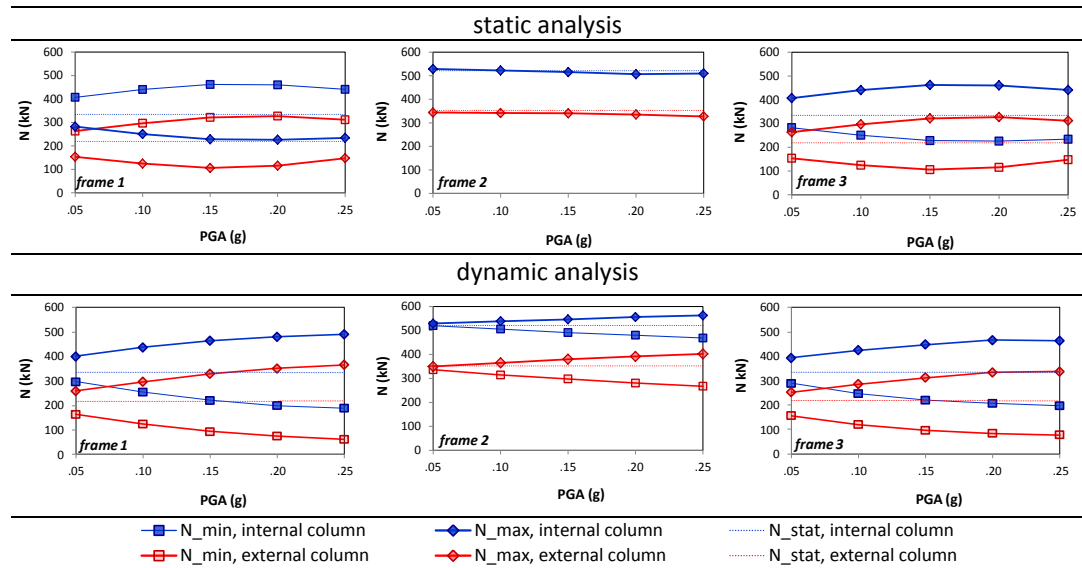 static analysis
600
500
400
300
200
100
0
N (kN)
frame 1
.05 .10 .15 .20 .25
PGA (g)
600
500
400
300
200
100
0
N (kN)
frame 2
.05 .10 .15 .20 .25
PGA (g)
600
500
400
300
200
100
0
N (kN)
frame 3
.05 .10 .15 .20 .25
PGA (g)
dynamic analysis
600
500
400
300
200
100
0
N (kN)
frame 1
.05 .10 .15 .20 .25
PGA (g)
600
500
400
300
200
100
0
N (kN)
frame 2
.05 .10 .15 .20 .25
PGA (g)
600
500
400
300
200
100
0
N (kN)
frame 3
.05 .10 .15 .20 .25
PGA (g)
N_min, internal column N_max, internal column N_stat, internal column
N_min, external column N_max, external column N_stat, external column